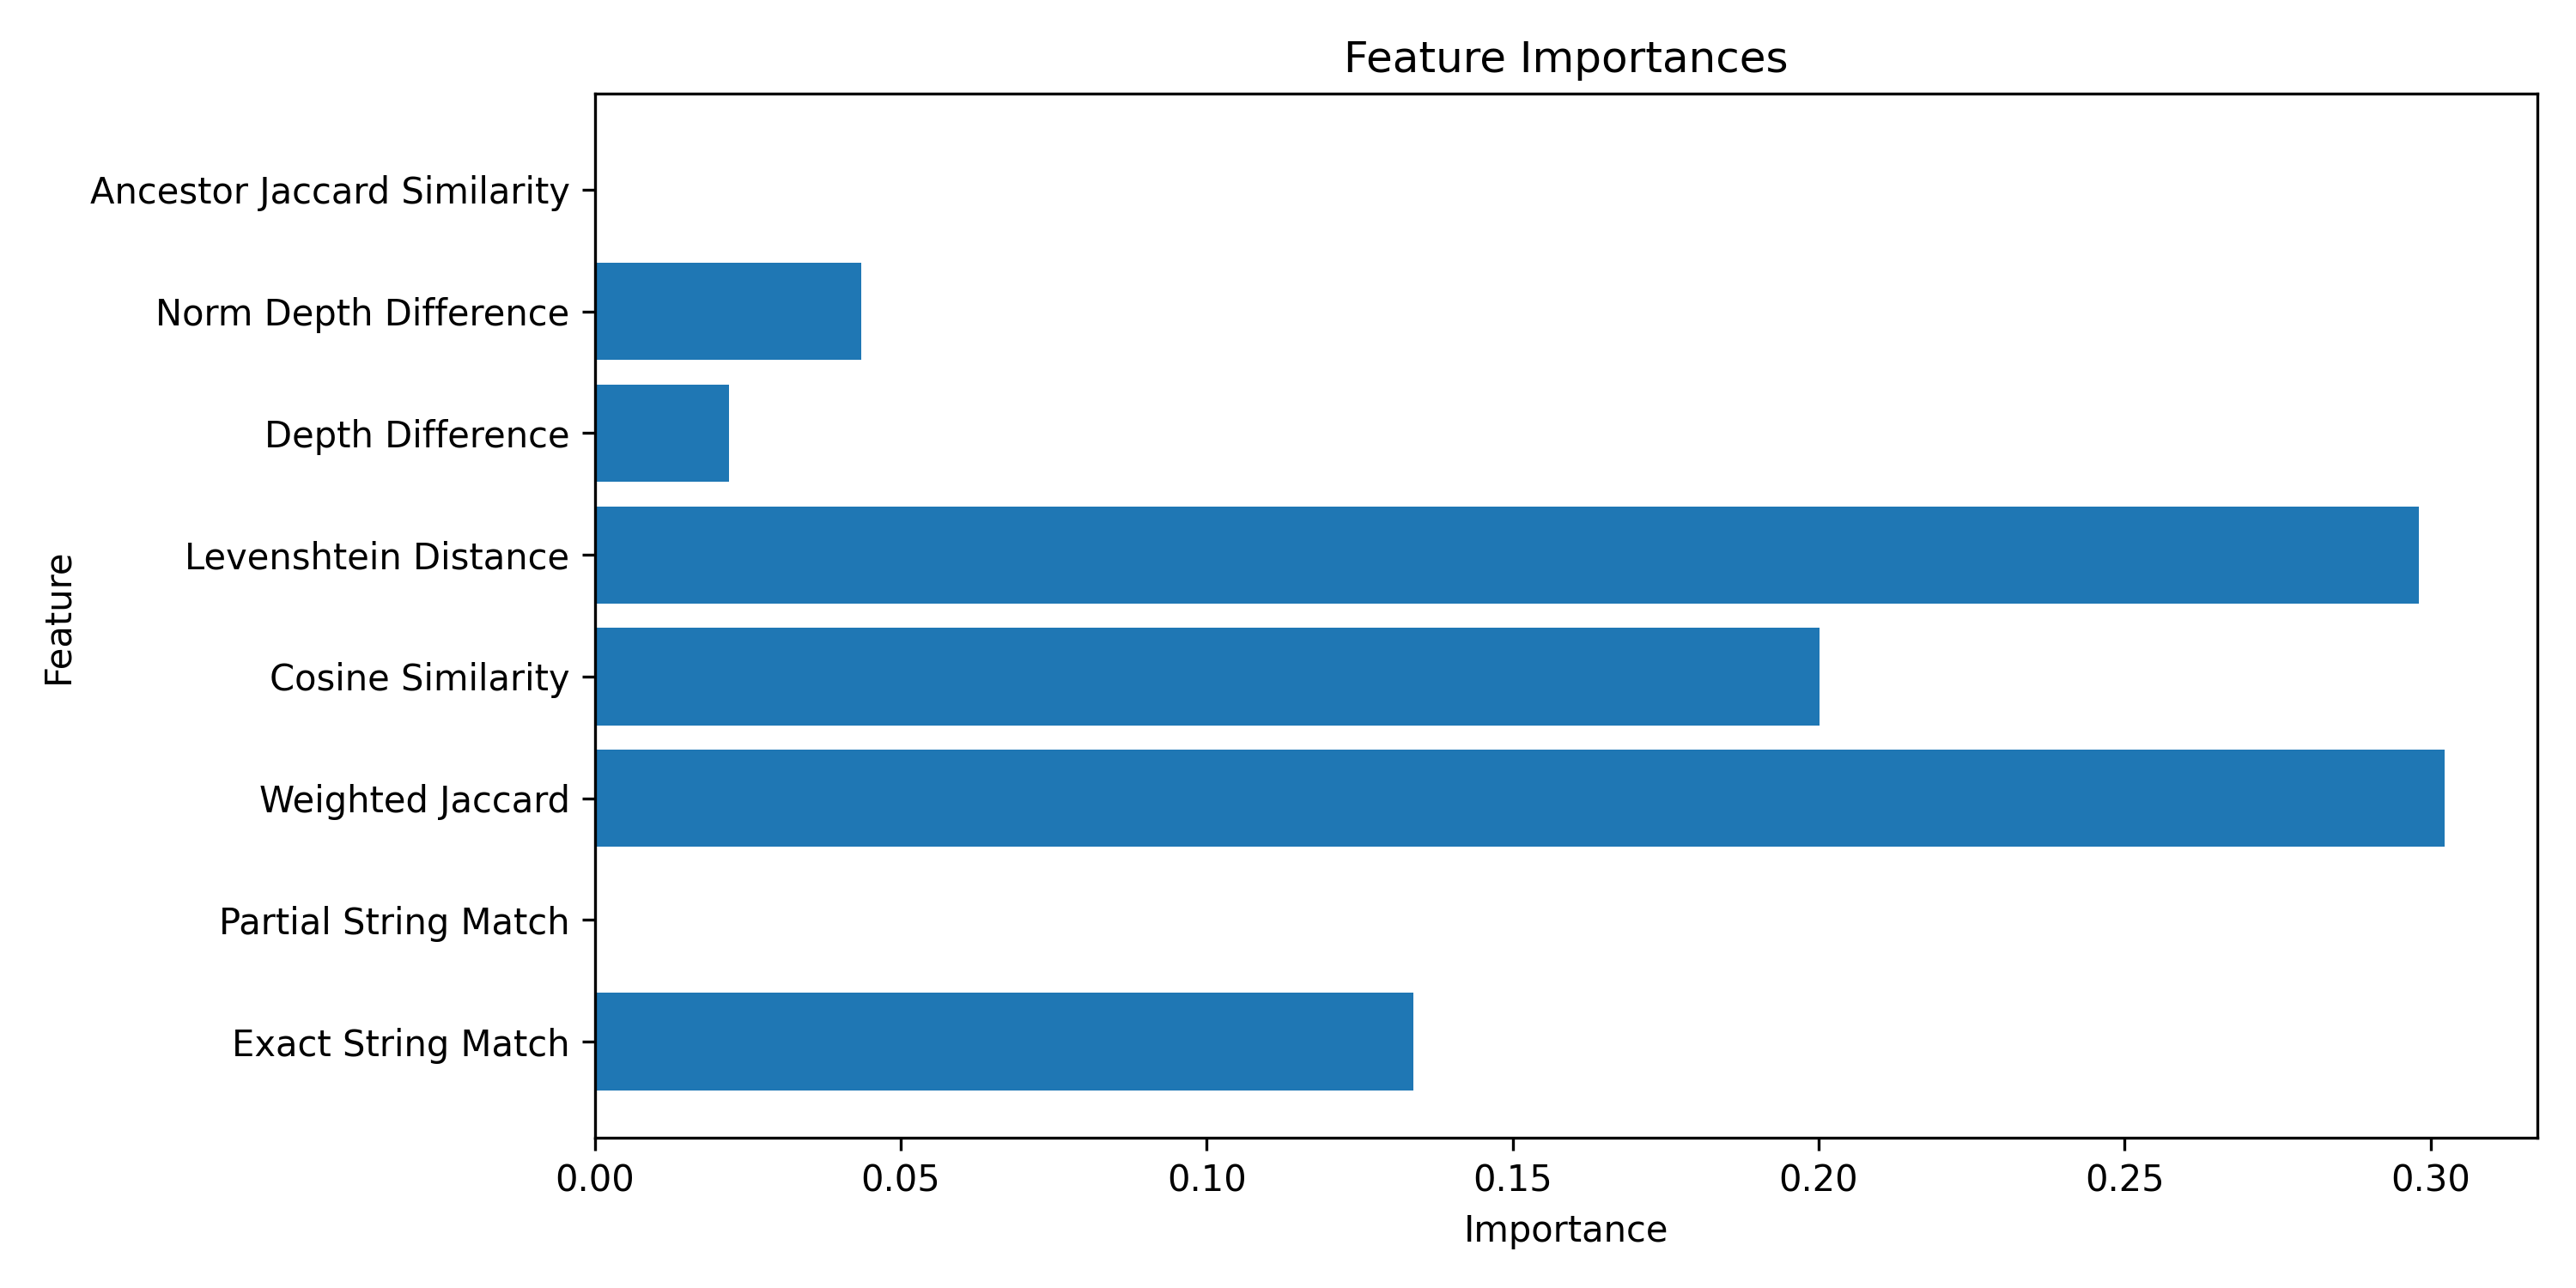 Feature Importances
Feature
Ancestor Jaccard Similarity
Norm Depth Difference
Depth Difference
Levenshtein Distance
Cosine Similarity
Weighted Jaccard
Partial String Match
Exact String Match
0.00 0.05 0.10 0.15 0.20 0.25 0.30
Importance